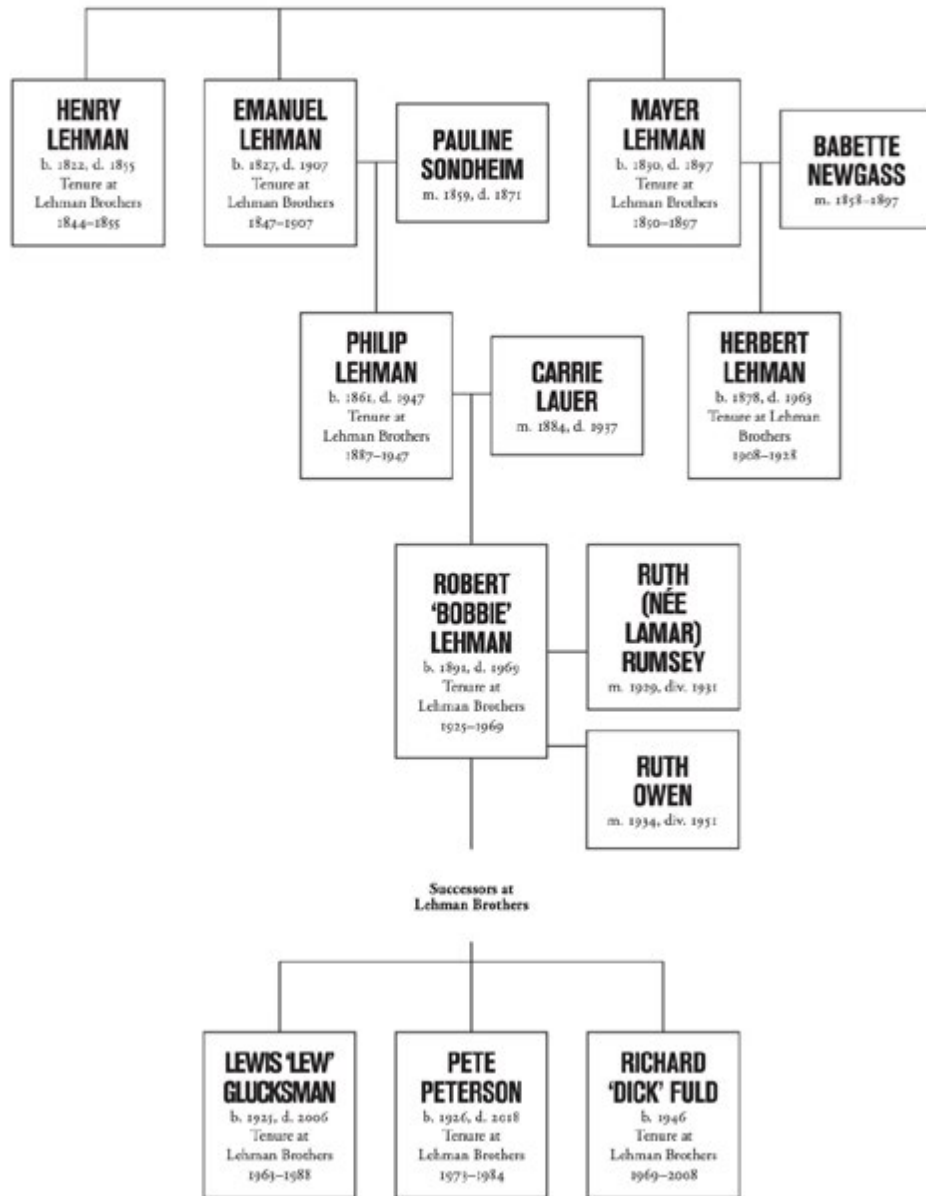 HENRY
LEHMAN
b. 1822, d. 1855
Tenure at
Lehman Brothers
1844–1855
EMANUEL
LEHMAN
b. 1827, d. 1907
Tenure at
Lehman Brothers
1847–1907
PAULINE
SONDHEIM
m. 1859, d. 1871
MAYER
LEHMAN
b. 1830, d. 1897
Tenure at
Lehman Brothers
1850–1897
BABETTE
NEWGASS
m. 1858–1897
PHILIP
LEHMAN
b. 1861, d. 1947
Tenure at
Lehman Brothers
1887–1947
CARRIE
LAUER
m. 1884, d. 1937
HERBERT
LEHMAN
b. 1878, d. 1963
Tenure at Lehman
Brothers
1908–1928
ROBERT
‘BOBBIE’
LEHMAN
b. 1891, d. 1969
Tenure at
Lehman Brothers
1925–1969
RUTH
(NÉE
LAMAR)
RUMSEY
m. 1929, div. 1931
RUTH
OWEN
m. 1934, div. 1951
Successors at
Lehman Brothers
LEWIS ‘LEW’
GLUCKSMAN
b. 1925, d. 2006
Tenure at
Lehman Brothers
1963–1988
PETE
PETERSON
b. 1926, d. 2018
Tenure at
Lehman Brothers
1973–1984
RICHARD
‘DICK’ FULD
b. 1946
Tenure at
Lehman Brothers
1969–2008